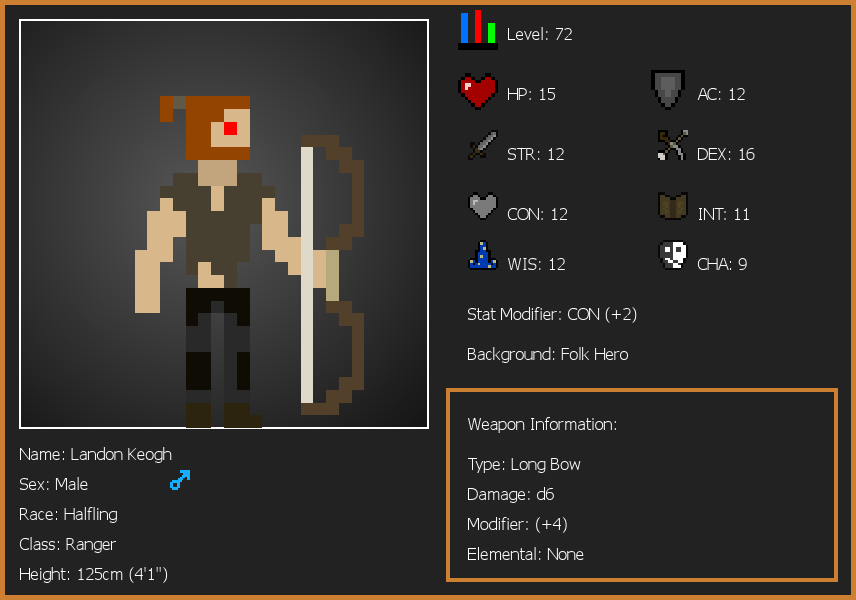 Level: 72
HP: 15
AC: 12
STR: 12
DEX: 16
CON: 12
INT: 11
WIS: 12
CHA: 9
Stat Modifier: CON (+2)
Background: Folk Hero
Weapon Information:
Type: Long Bow
Damage: d6
Modifier: (+4)
Elemental: None
Name: Landon Keogh
Sex: Male
Race: Halfling
Class: Ranger
Height: 125cm (4'1")